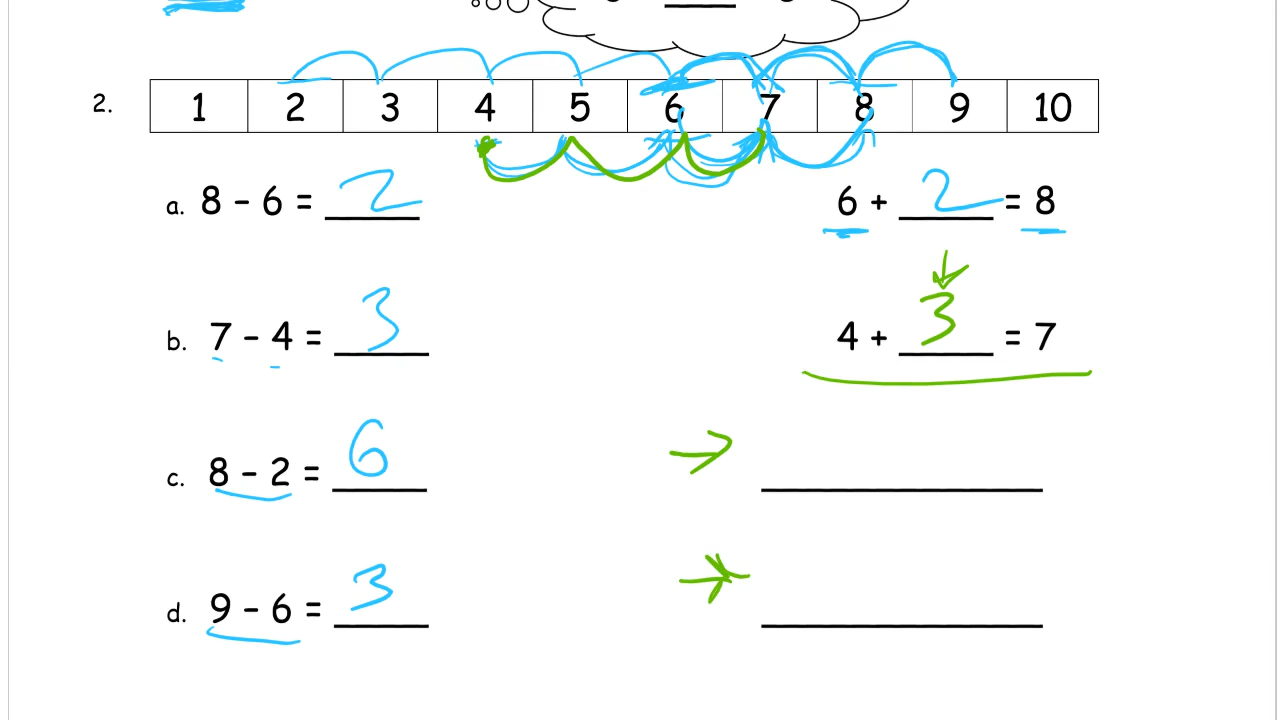 2. 1 2 3 4 5 6 7 8 9 10
a. 8 - 6 = 2 6 + 2 = 8
b. 7 - 4 = 3 4 + 3 = 7
c. 8 - 2 = 6
d. 9 - 6 = 3